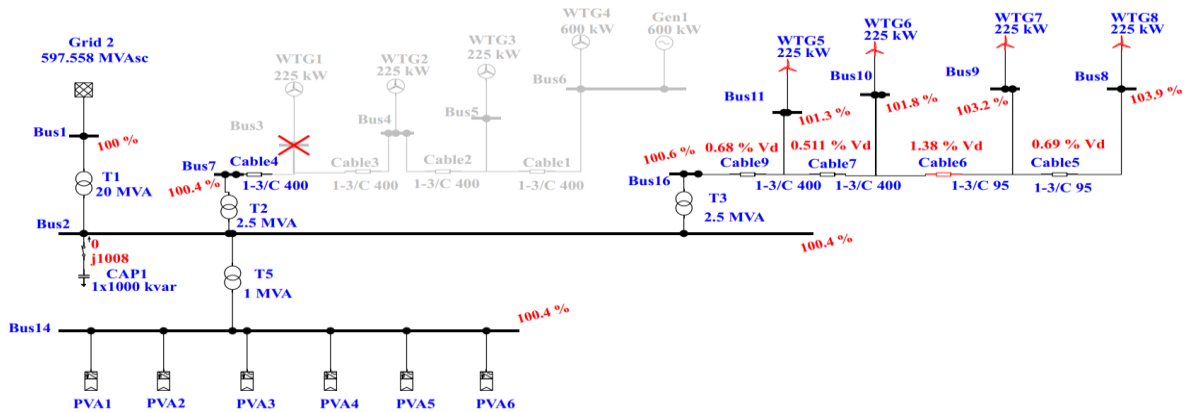 Grid 2
597.558 MVAsc
Bus1
100 %
T1
20 MVA
Bus2
0
j1008
CAP1
1x1000 kvar
WTG1
225 kW
Bus3
WTG2
225 kW
Bus4
WTG3
225 kW
Bus5
WTG4
600 kW
Gen1
600 kW
Bus6
Bus7
100.4 %
Cable4
1-3/C 400
Cable3
1-3/C 400
Cable2
1-3/C 400
Cable1
1-3/C 400
T2
2.5 MVA
WTG5
225 kW
Bus11
101.3 %
WTG6
225 kW
Bus10
101.8 %
WTG7
225 kW
Bus9
103.2 %
WTG8
225 kW
Bus8
103.9 %
100.6 %
Bus16
0.68 % Vd
Cable9
1-3/C 400
0.511 % Vd
Cable7
1-3/C 400
1.38 % Vd
Cable6
1-3/C 95
0.69 % Vd
Cable5
1-3/C 95
T3
2.5 MVA
100.4 %
T5
1 MVA
Bus14
100.4 %
PVA1
PVA2
PVA3
PVA4
PVA5
PVA6